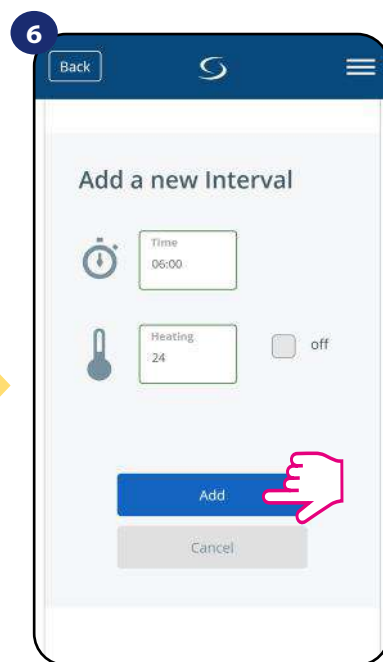 6
Back
Add a new Interval
Time
06:00
Heating
24
off
Add
Cancel